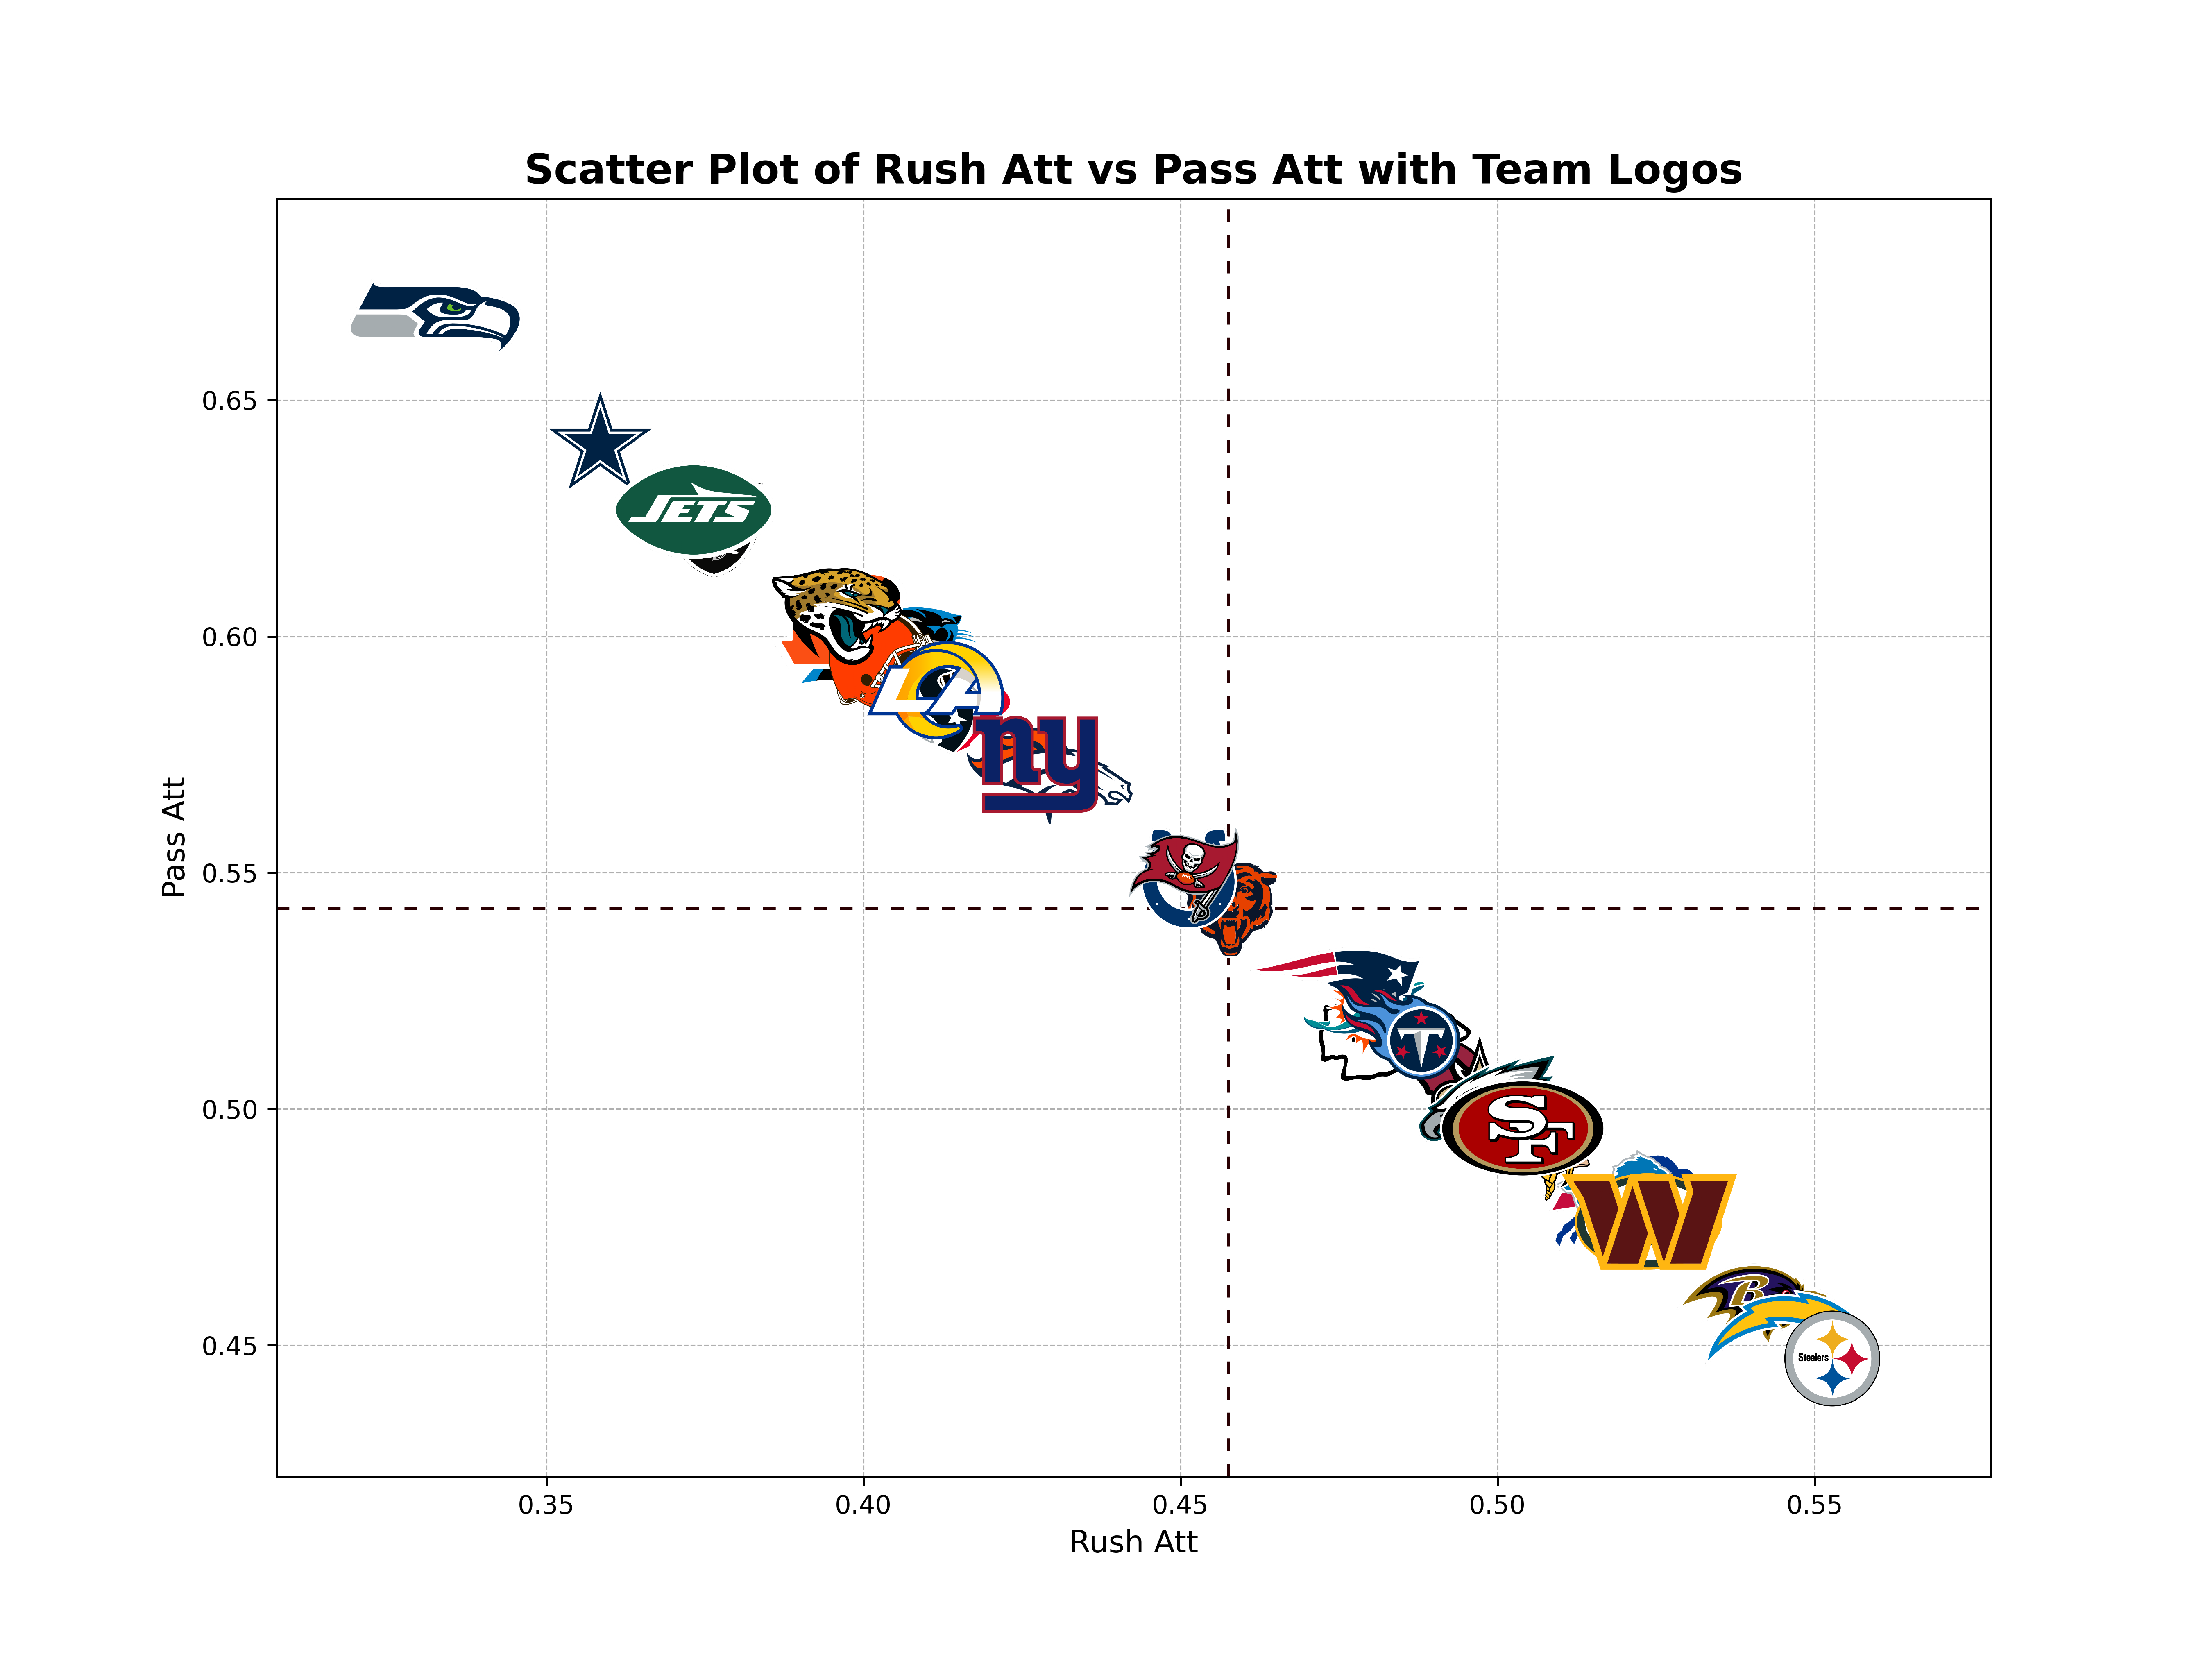 Scatter Plot of Rush Att vs Pass Att with Team Logos
Pass Att
0.65
0.60
0.55
0.50
0.45
JETS
LA
ny
T
SF
W
B
Steelers
0.35 0.40 0.45 0.50 0.55
Rush Att